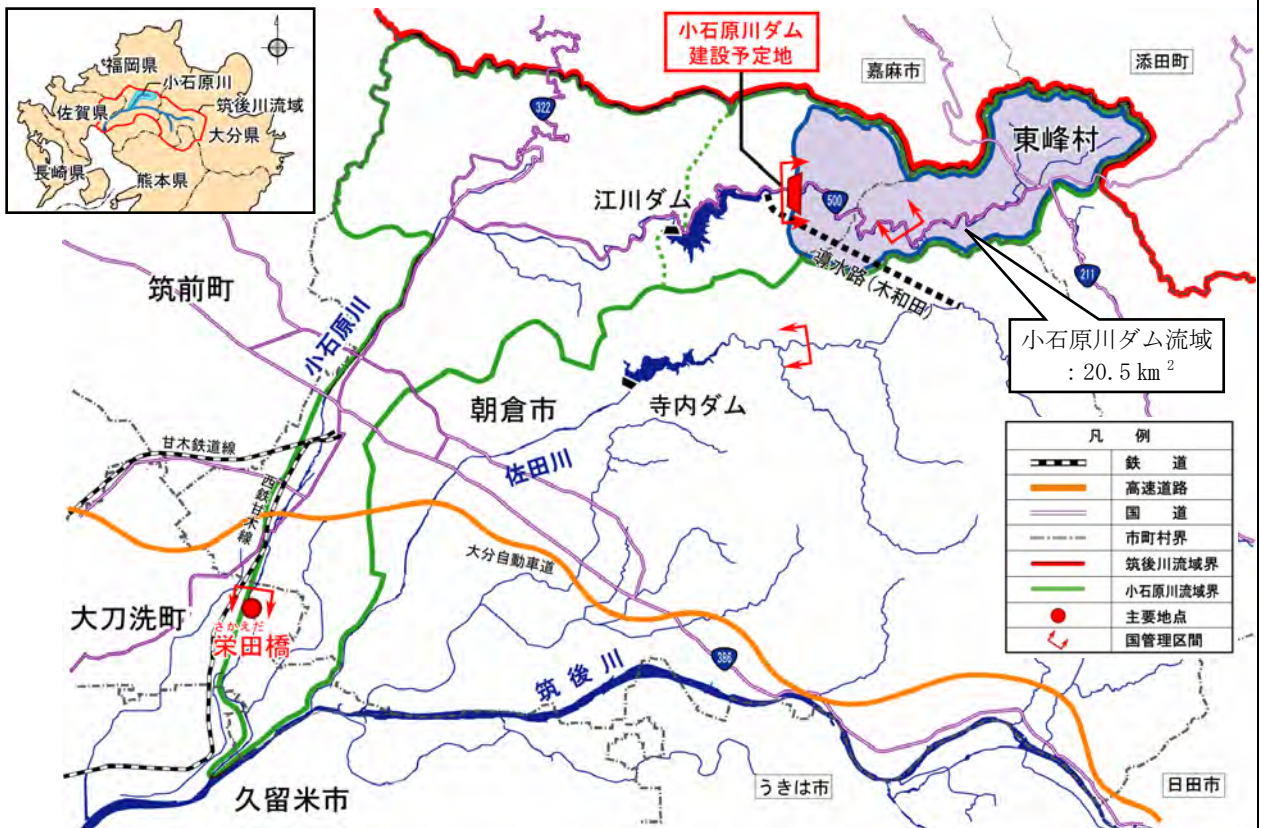 福岡県
小石原川
佐賀県
筑後川流域
大分県
長崎県
熊本県
小石原川ダム
建設予定地
嘉麻市
添田町
322
東峰村
江川ダム
500
211
導水路(木和田)
筑前町
小石原川
小石原川ダム流域
:20.5km²
朝倉市
寺内ダム
甘木鉄道線
佐田川
西鉄甘木線
大分自動車道
大刀洗町
さかえだ
栄田橋
386
筑後川
久留米市
うきは市
日田市
凡 例
鉄 道
高速道路
国 道
市町村界
筑後川流域界
小石原川流域界
主要地点
国管理区間